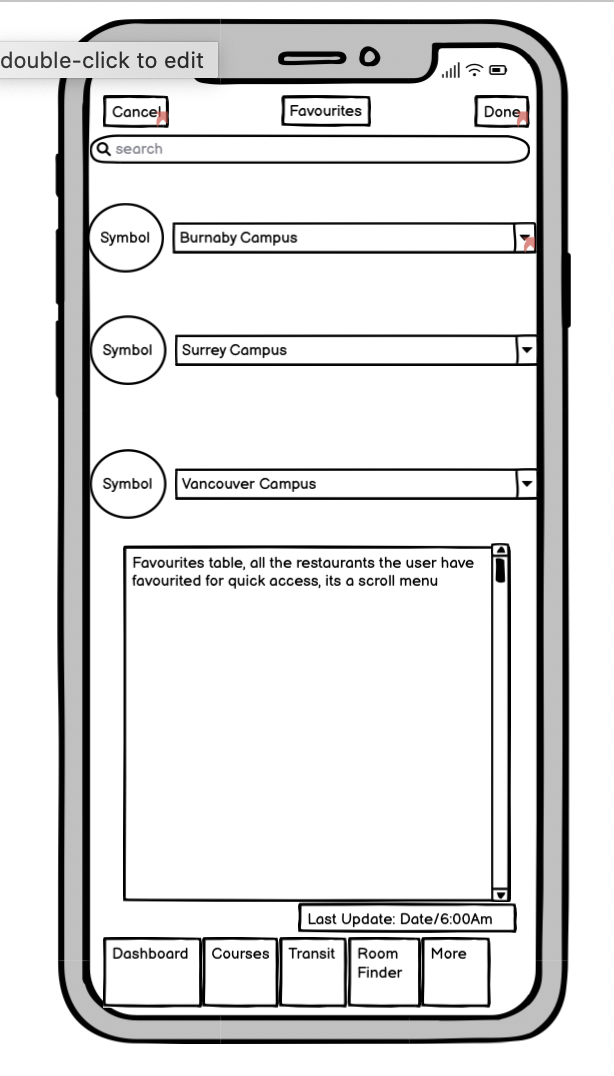 double-click to edit
Cancel
Favourites
Done
search
Symbol
Burnaby Campus
Symbol
Surrey Campus
Symbol
Vancouver Campus
Favourites table, all the restaurants the user have
favourited for quick access, its a scroll menu
Last Update: Date/6:00Am
Dashboard
Courses
Transit
Room
Finder
More